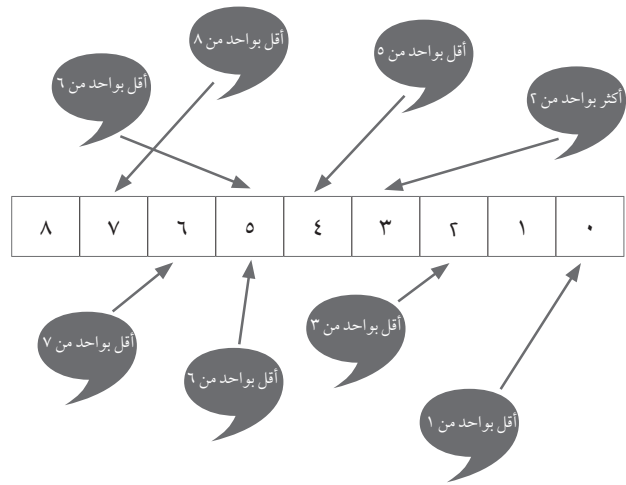 أقل بواحد من ٨
أقل بواحد من ٥
أقل بواحد من ٦
أكثر بواحد من ٢
٠ ١ ٢ ٣ ٤ ٥ ٦ ٧ ٨
أقل بواحد من ٣
أقل بواحد من ٧
أقل بواحد من ٦
أقل بواحد من ١